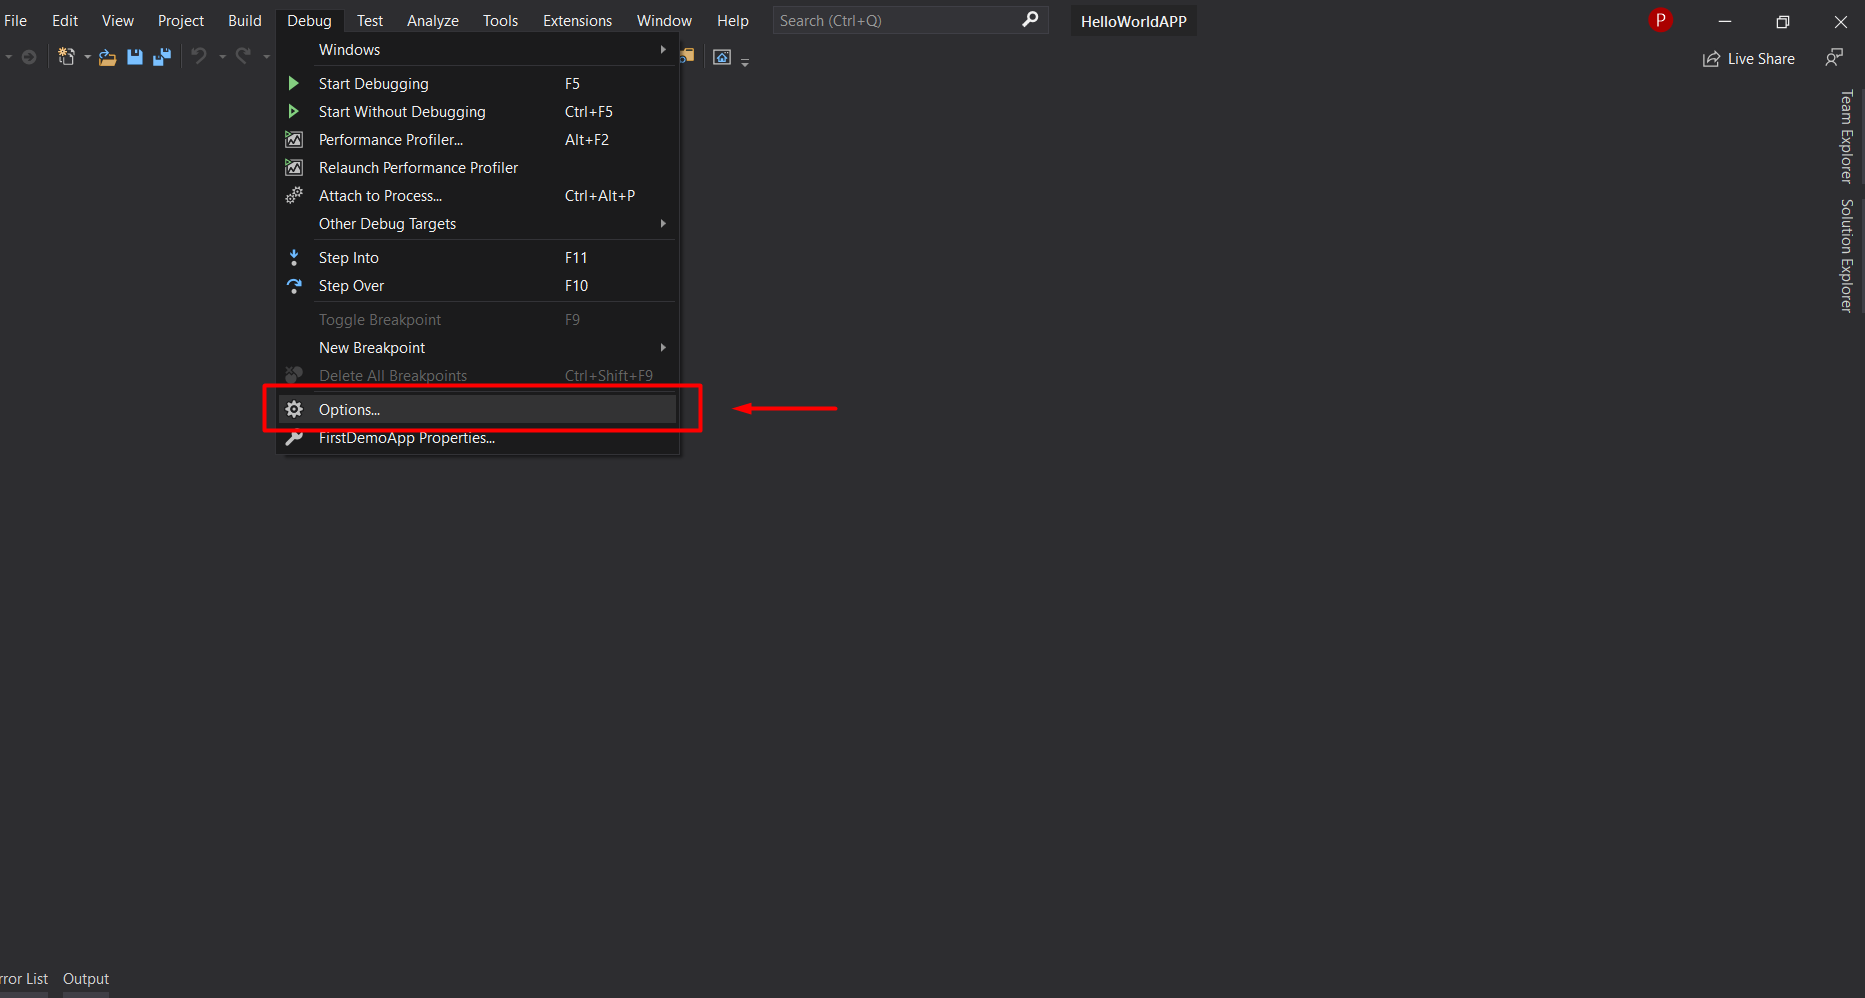 File Edit View Project Build Debug Test Analyze Tools Extensions Window Help Search (Ctrl+Q) HelloWorldAPP P
Live Share
Windows
Start Debugging F5
Start Without Debugging Ctrl+F5
Performance Profiler... Alt+F2
Relaunch Performance Profiler
Attach to Process... Ctrl+Alt+P
Other Debug Targets
Step Into F11
Step Over F10
Toggle Breakpoint F9
New Breakpoint
Delete All Breakpoints Ctrl+Shift+F9
Options...
FirstDemoApp Properties...
Team Explorer
Solution Explorer
rror List Output